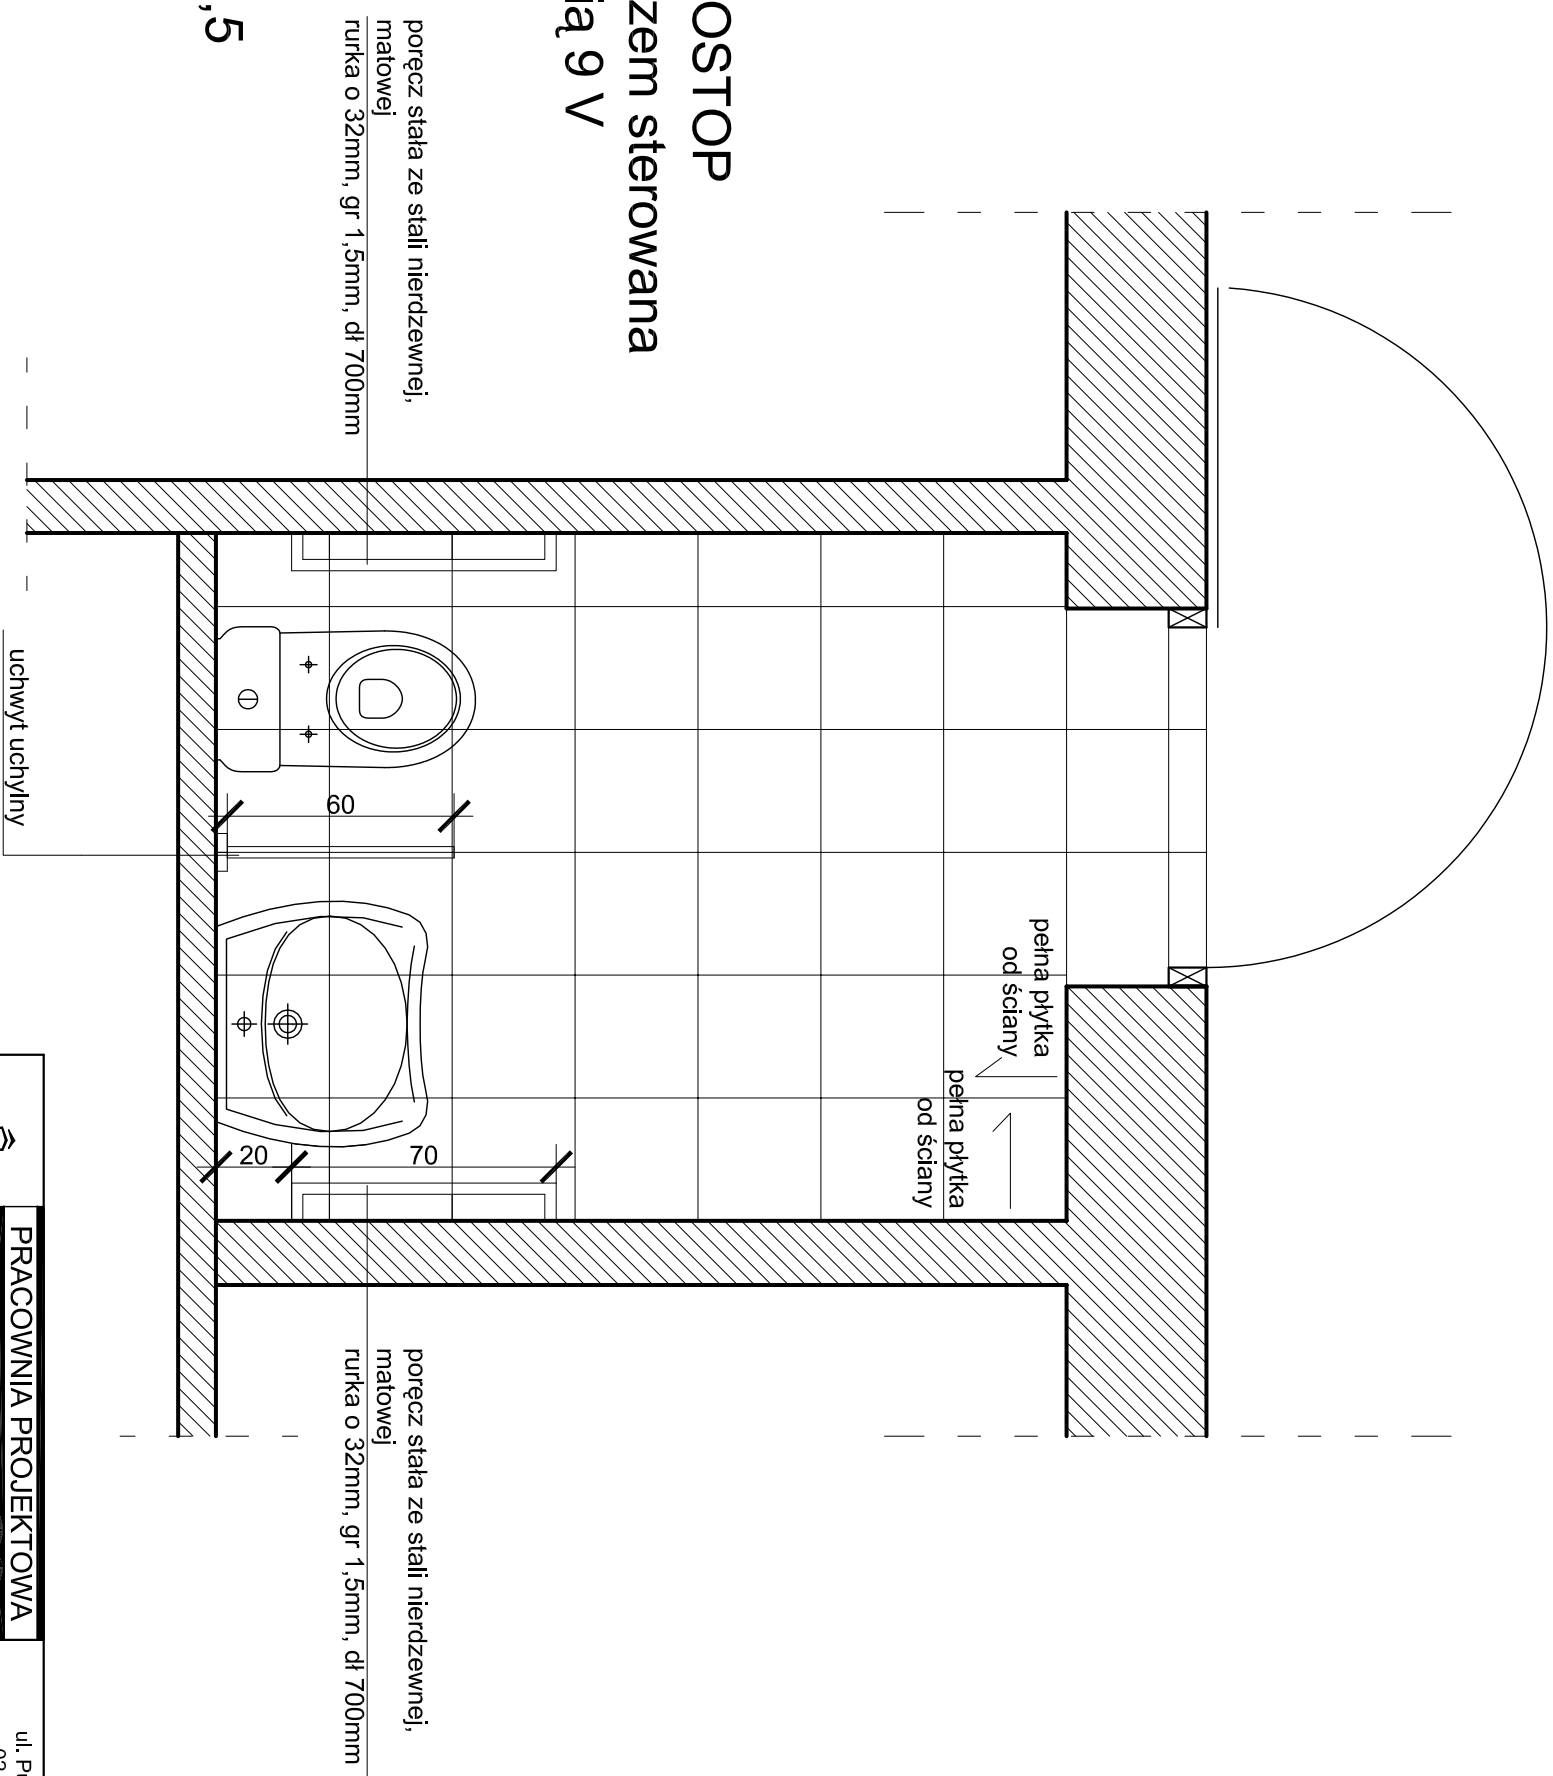 OSTOP
zem sterowana
ią 9 V
,5
poręcz stała ze stali nierdzewnej,
matowej
rurka o 32mm, gr 1,5mm, dł 700mm
uchwyt uchylny
60
pełna płytka
od ściany
pełna płytka
od ściany
20
70
poręcz stała ze stali nierdzewnej,
matowej
rurka o 32mm, gr 1,5mm, dł 700mm
PRACOWNIA PROJEKTOWA
ul.